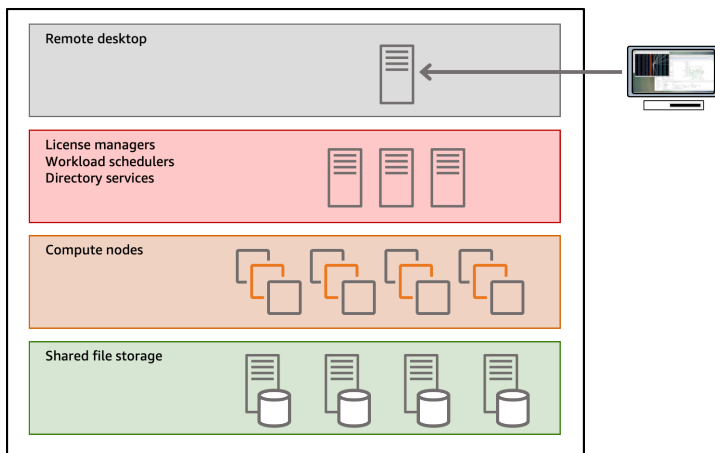 Remote desktop
License managers
Workload schedulers
Directory services
Compute nodes
Shared file storage